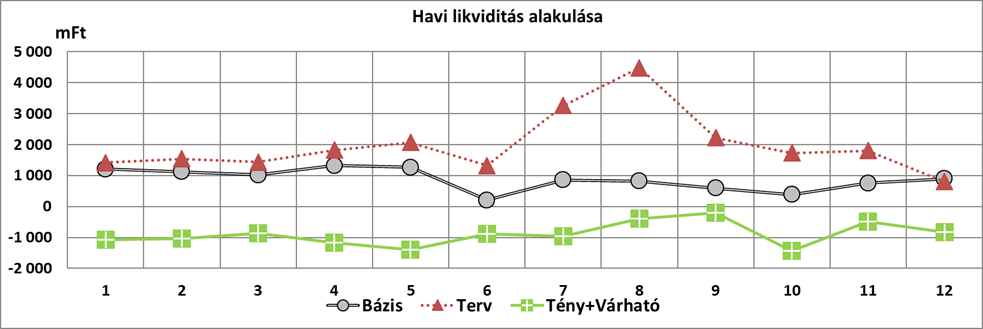 Havi likviditás alakulása
mFt
5 000
4 000
3 000
2 000
1 000
0
-1 000
-2 000
1 2 3 4 5 6 7 8 9 10 11 12
Bázis Terv Tény+Várható